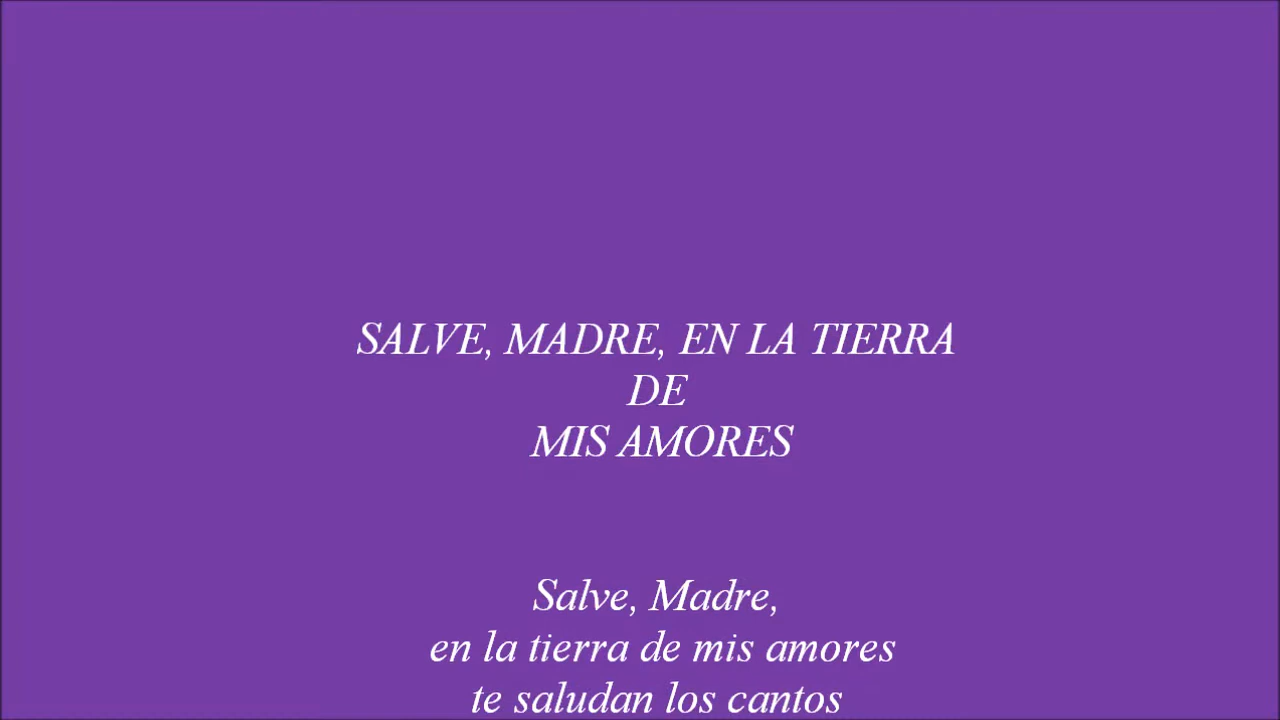 SALVE, MADRE, EN LA TIERRA
DE
MIS AMORES
Salve, Madre,
en la tierra de mis amores
te saludan los cantos